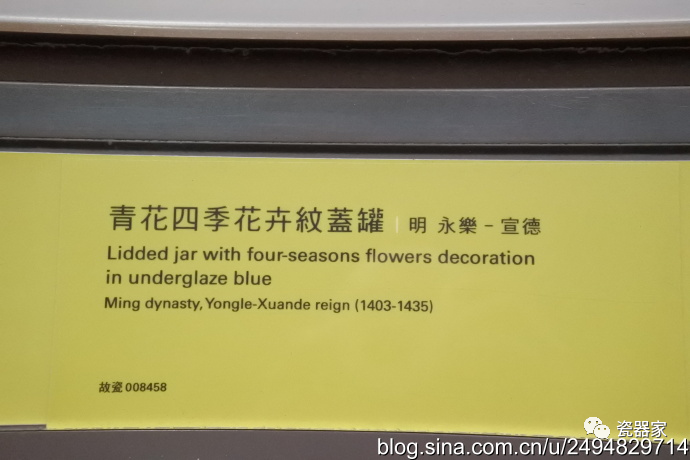 青花四季花卉紋蓋罐 | 明 永樂－宣德
Lidded jar with four-seasons flowers decoration
in underglaze blue
Ming dynasty, Yongle-Xuande reign (1403-1435)
故瓷 008458
瓷器家
blog.sina.com.cn/u/2494829714